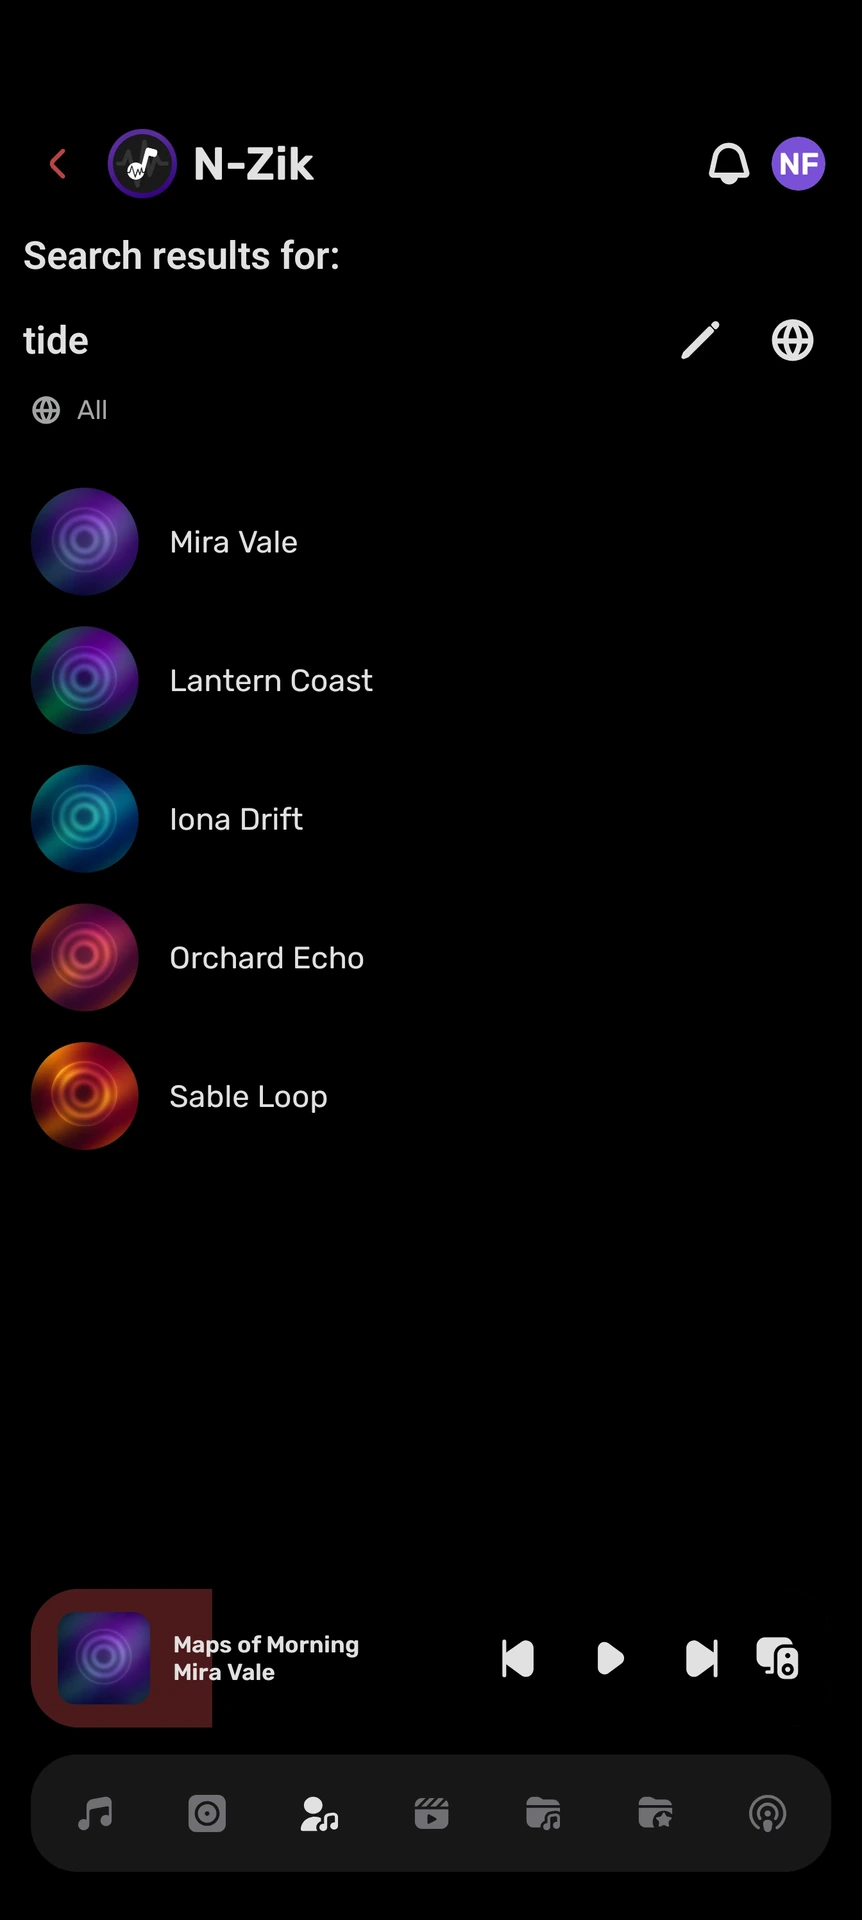 N-Zik
NF
Search results for:
tide
All
Mira Vale
Lantern Coast
Iona Drift
Orchard Echo
Sable Loop
Maps of Morning
Mira Vale